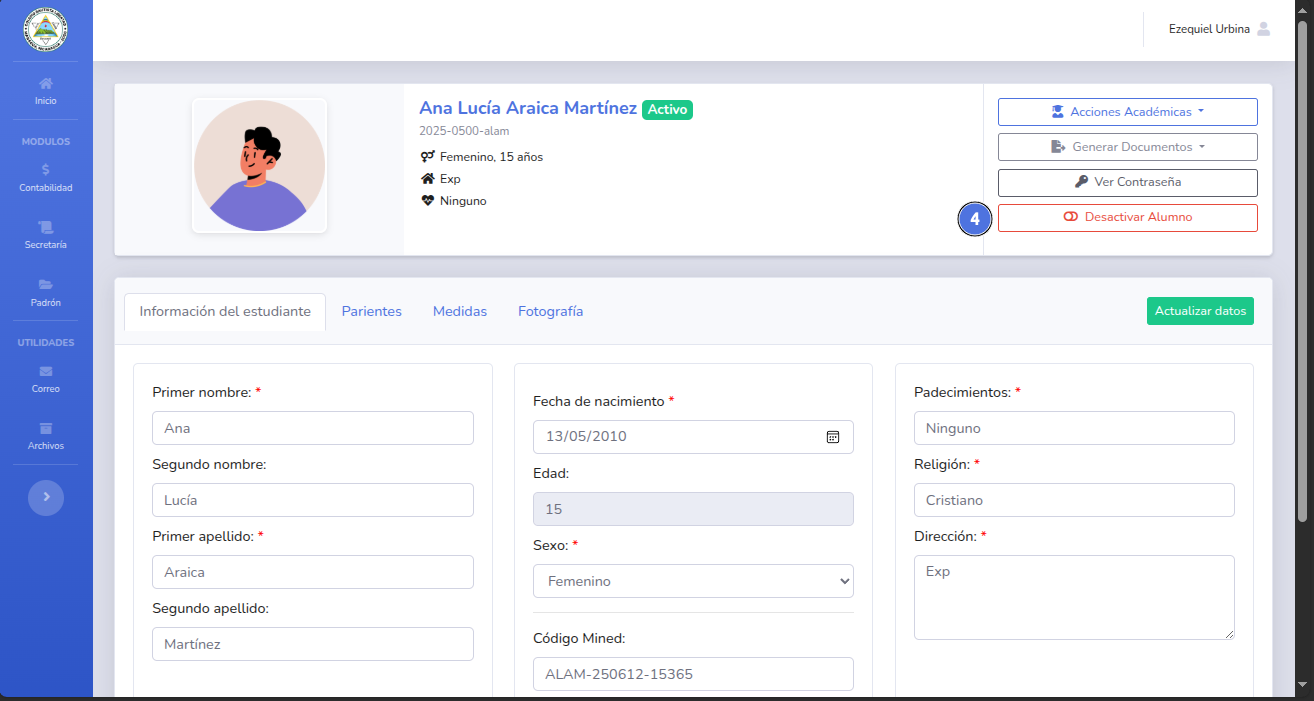 Ezequiel Urbina
Inicio
MODULOS
Contabilidad
Secretaría
Padrón
UTILIDADES
Correo
Archivos
Ana Lucía Araica Martínez Activo
2025-0500-alam
Femenino, 15 años
Exp
Ninguno
Acciones Académicas
Generar Documentos
Ver Contraseña
4
Desactivar Alumno
Información del estudiante
Parientes
Medidas
Fotografía
Actualizar datos
Primer nombre: *
Ana
Segundo nombre:
Lucía
Primer apellido: *
Araica
Segundo apellido:
Martínez
Fecha de nacimiento *
13/05/2010
Edad:
15
Sexo: *
Femenino
Código Mined:
ALAM-250612-15365
Padecimientos: *
Ninguno
Religión: *
Cristiano
Dirección: *
Exp